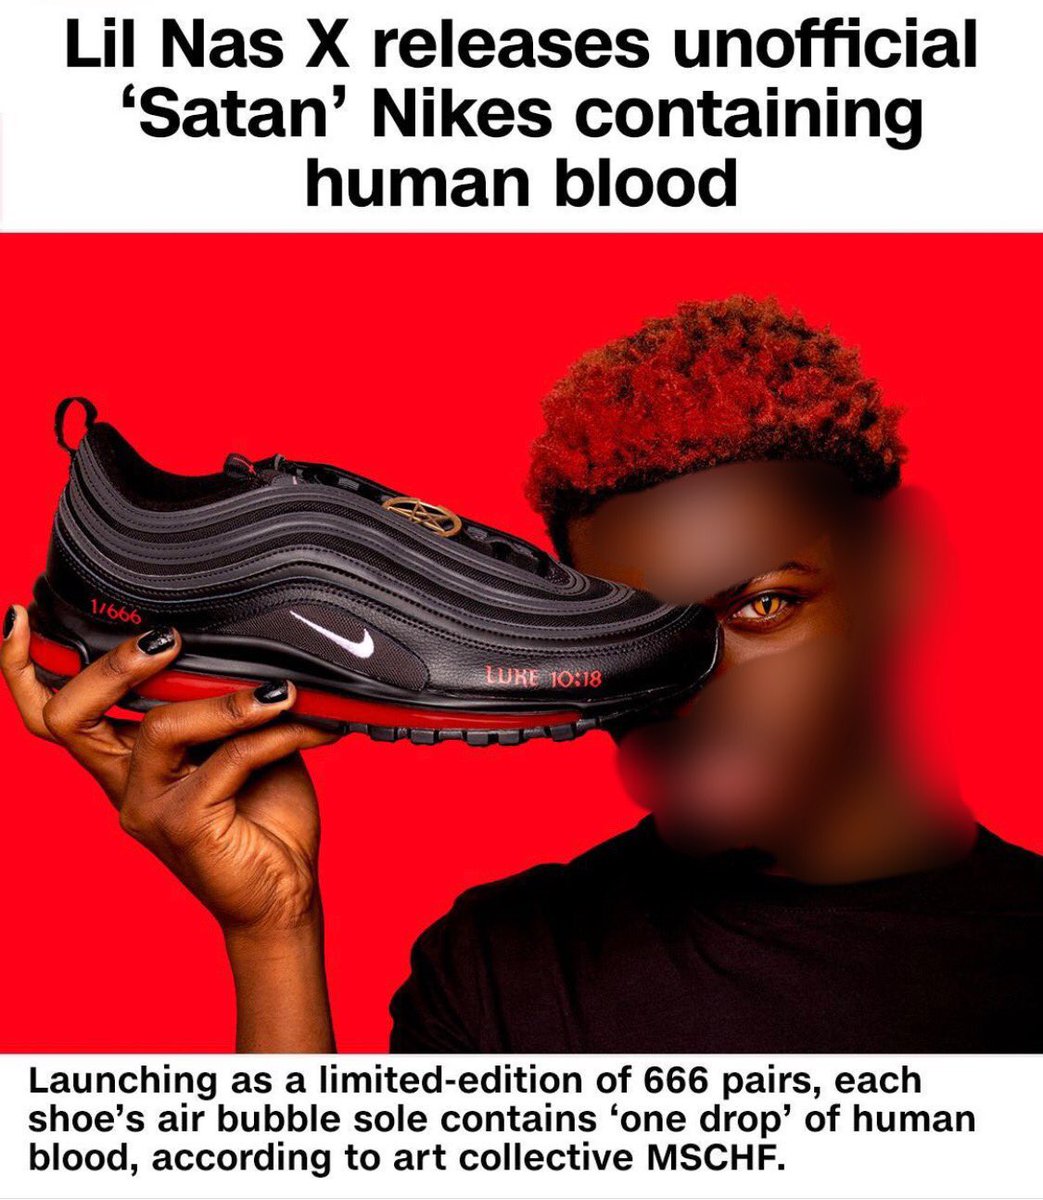 Lil Nas X releases unofficial
‘Satan’ Nikes containing
human blood
1/666
LUKE 10:18
Launching as a limited-edition of 666 pairs, each
shoe’s air bubble sole contains ‘one drop’ of human
blood, according to art collective MSCHF.